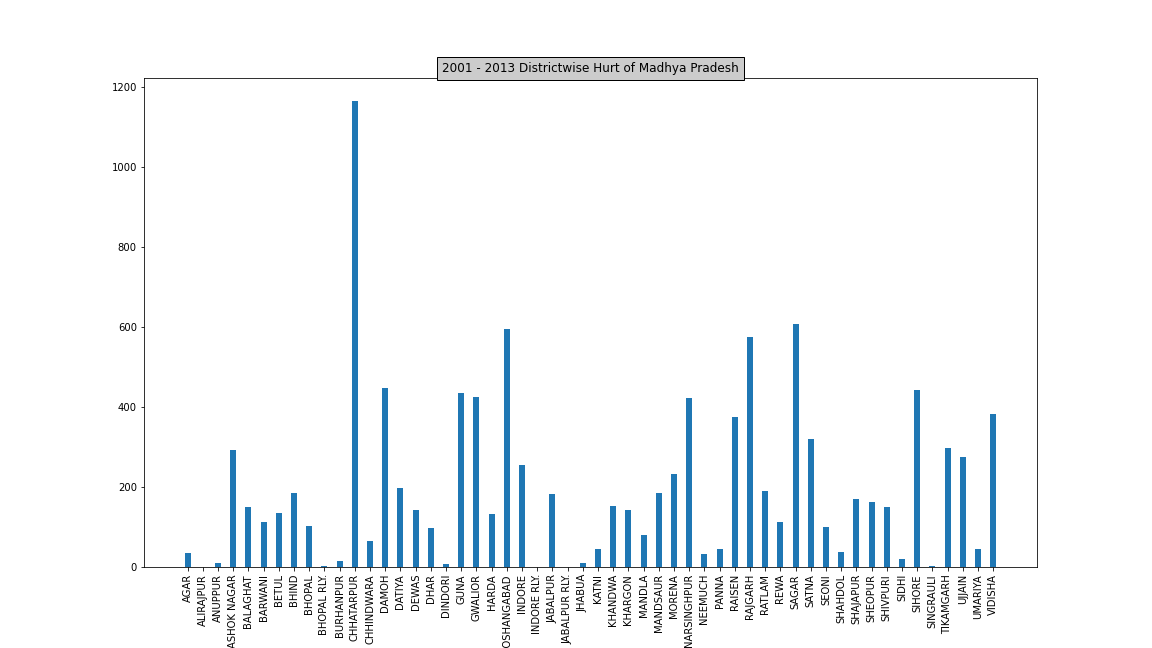 2001 - 2013 Districtwise Hurt of Madhya Pradesh
1200
1000
800
600
400
200
0
AGAR
ALIRAJPUR
ANUPPUR
ASHOK NAGAR
BALAGHAT
BARWANI
BETUL
BHIND
BHOPAL
BHOPAL RLY.
BURHANPUR
CHHATARPUR
CHHINDWARA
DAMOH
DATIYA
DEWAS
DHAR
DINDORI
GUNA
GWALIOR
HARDA
OSHANGABAD
INDORE
INDORE RLY.
JABALPUR
JABALPUR RLY.
JHABUA
KATNI
KHANDWA
KHARGON
MANDLA
MANDSAUR
MORENA
NARSINGHPUR
NEEMUCH
PANNA
RAISEN
RAJGARH
RATLAM
REWA
SAGAR
SATNA
SEONI
SHAHDOL
SHAJAPUR
SHEOPUR
SHIVPURI
SIDHI
SIHORE
SINGRAULI
TIKAMGARH
UJJAIN
UMARIYA
VIDISHA